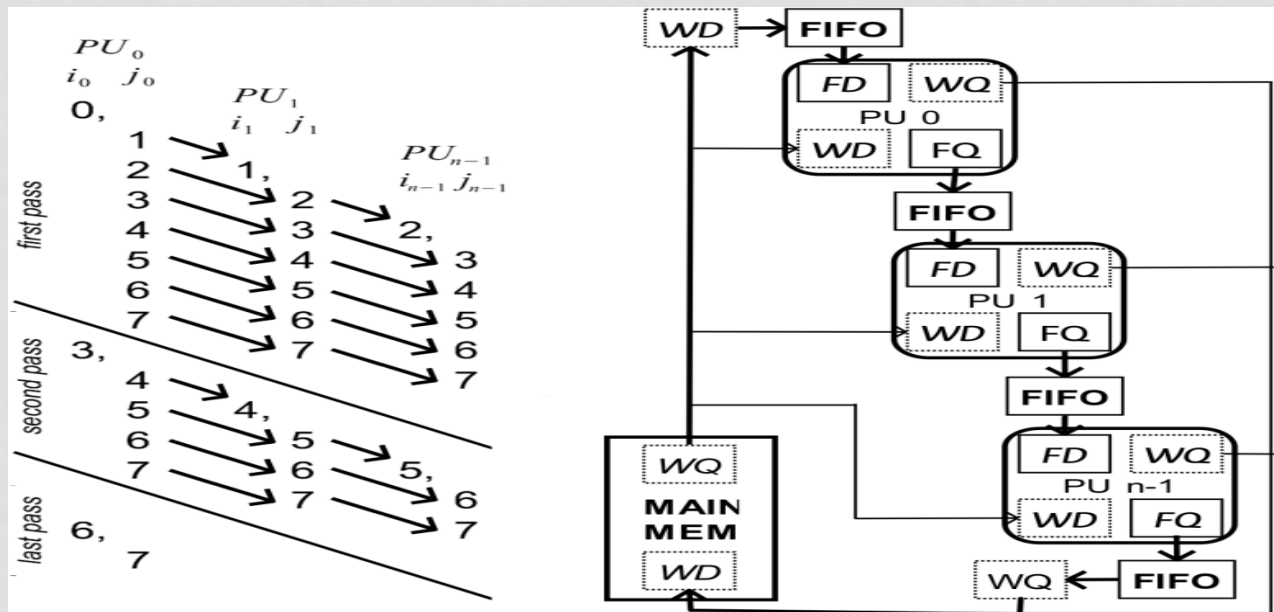 PU0
i0 j0
0,
1
2
3
4
5
6
7
PU1
i1 j1
1,
2
3
4
5
6
7
PUn-1
in-1 jn-1
2,
3
4
5
6
7
first pass
3,
4
5
6
7
4,
5
6
7
5,
6
7
second pass
6,
7
last pass
WD
FIFO
FD WQ
PU 0
WD FQ
FIFO
FD WQ
PU 1
WD FQ
FIFO
FD WQ
PU n-1
WD FQ
WQ FIFO
WQ
MAIN
MEM
WD